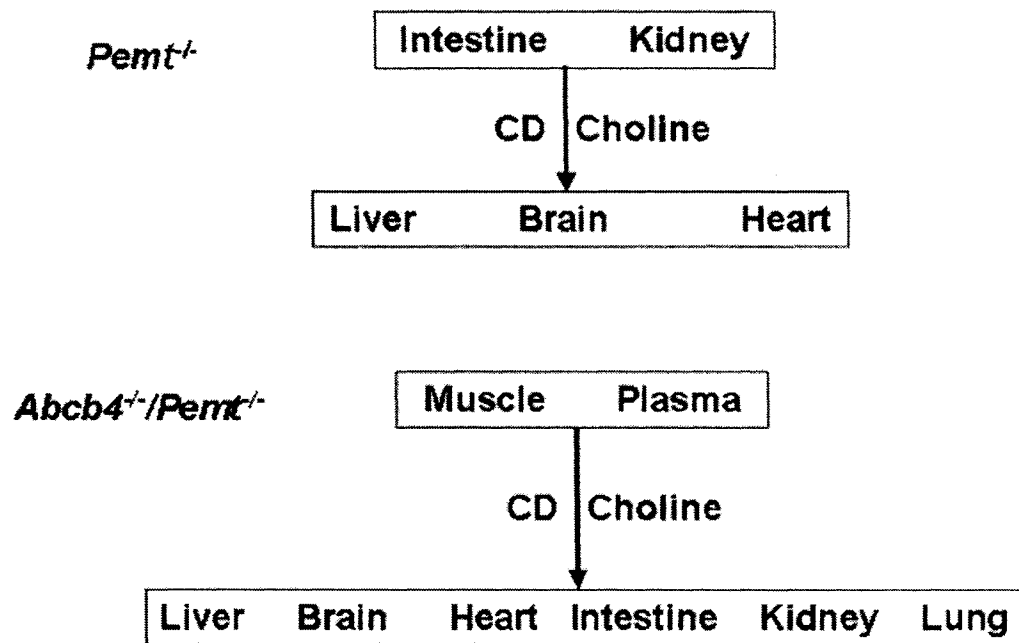 Pemt-/-
Intestine Kidney
CD Choline
Liver Brain Heart
Abcb4-/-/Pemt-/-
Muscle Plasma
CD Choline
Liver Brain Heart Intestine Kidney Lung